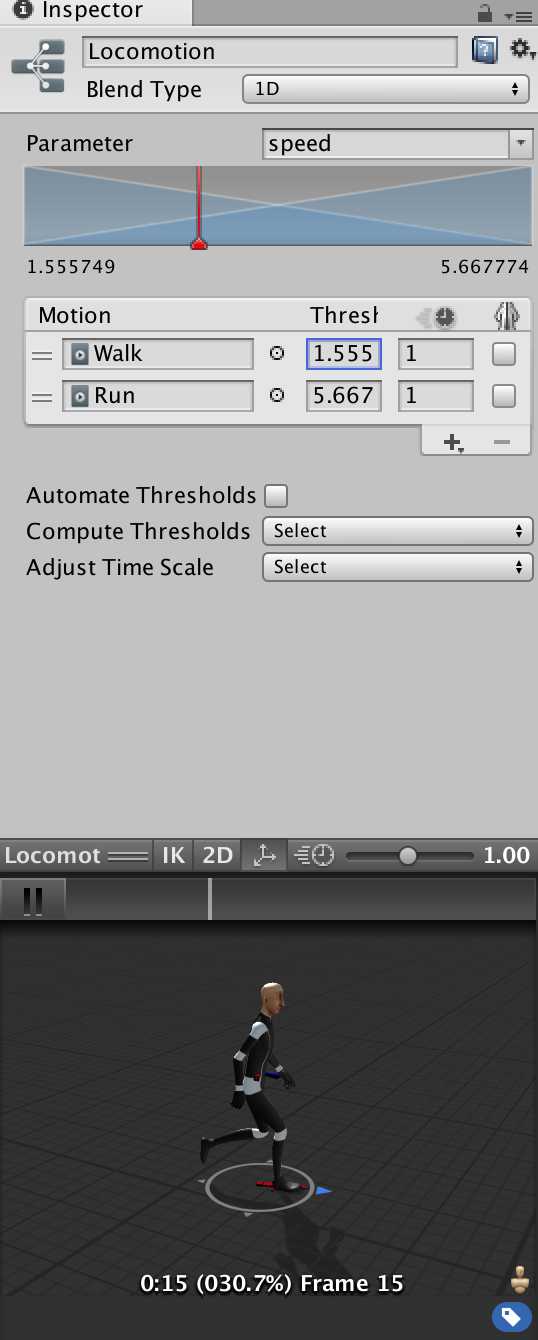 Inspector
Locomotion
Blend Type 1D
Parameter speed
1.555749 5.667774
Motion Thresh
Walk 1.555 1
Run 5.667 1
Automate Thresholds
Compute Thresholds Select
Adjust Time Scale Select
Locomot IK 2D 1.00
0:15 (030.7%) Frame 15